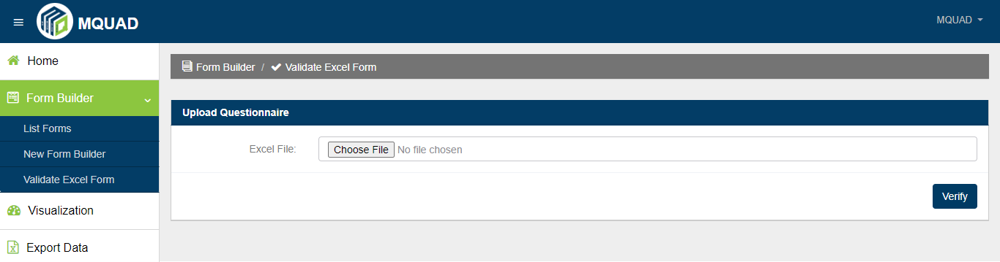 MQUAD
MQUAD
Home
Form Builder
List Forms
New Form Builder
Validate Excel Form
Visualization
Export Data
Form Builder / Validate Excel Form
Upload Questionnaire
Excel File: Choose File No file chosen
Verify